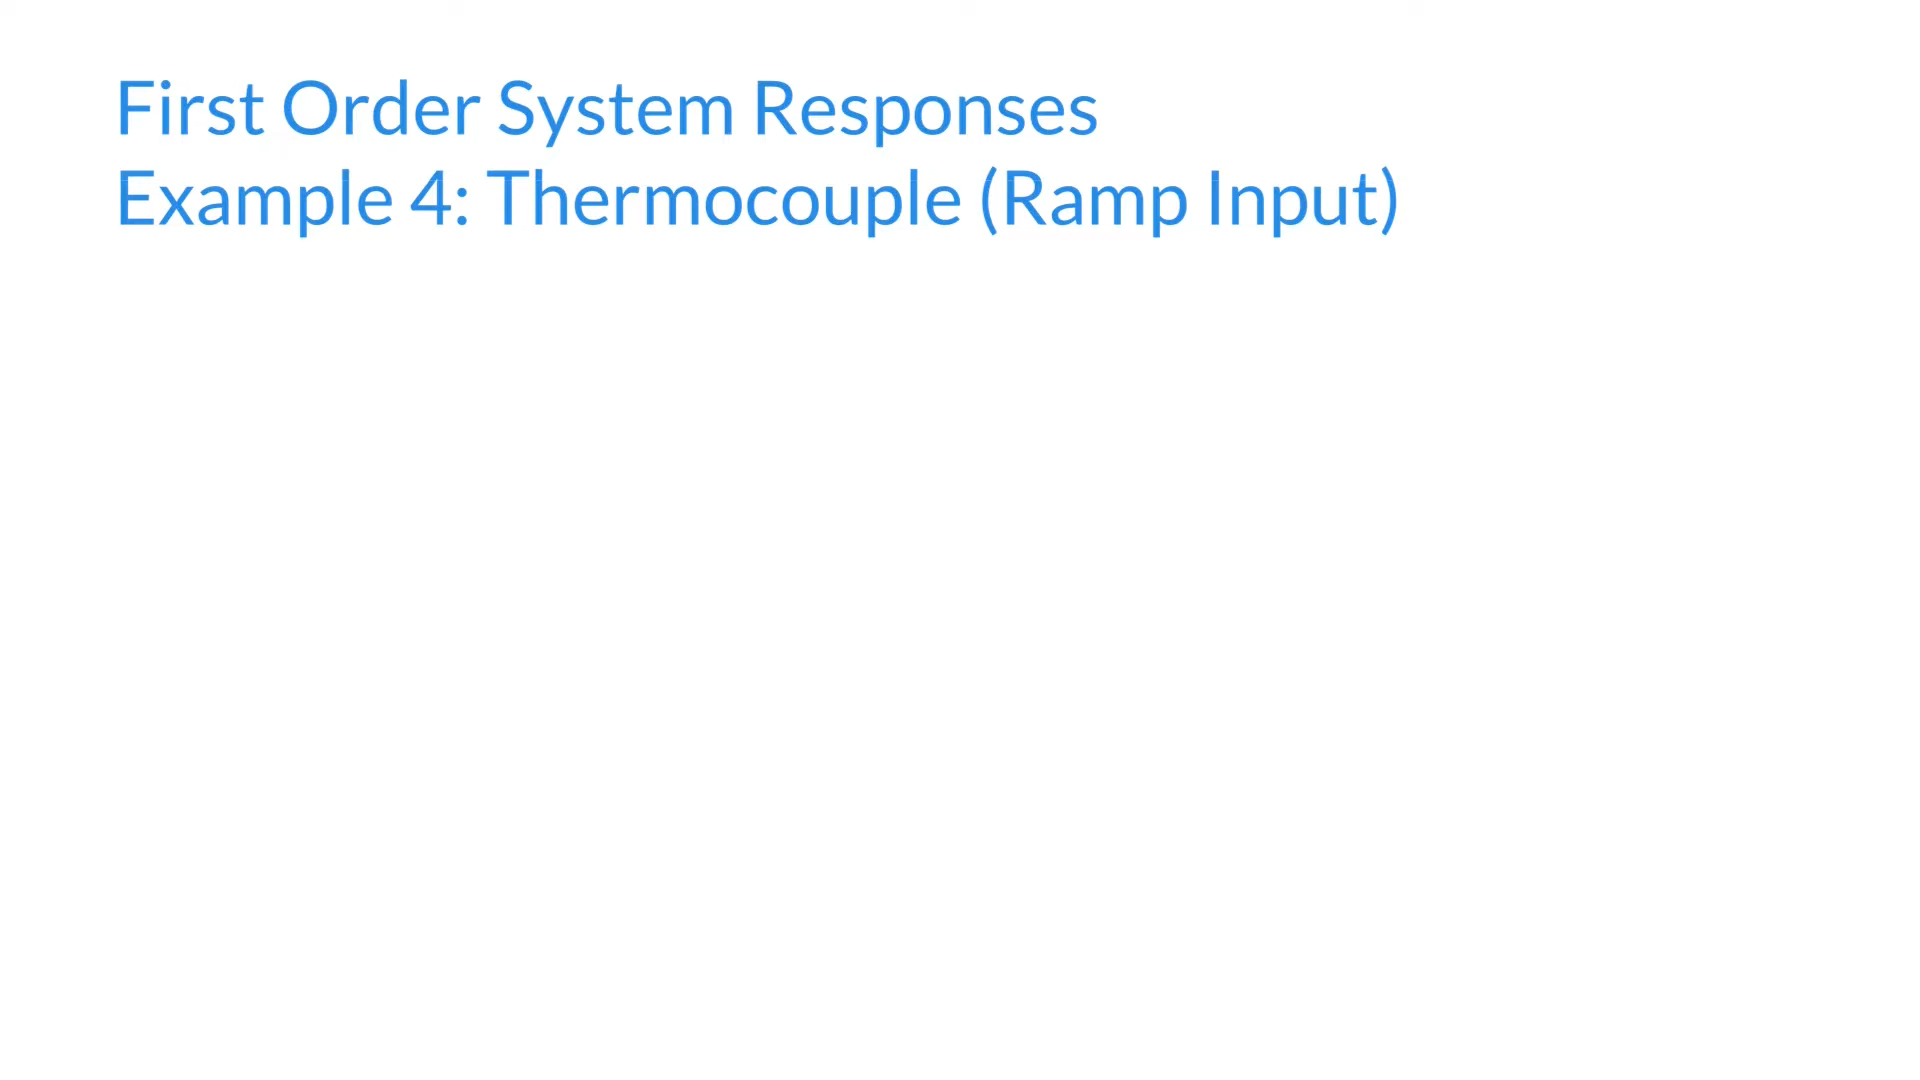 First Order System Responses
Example 4: Thermocouple (Ramp Input)